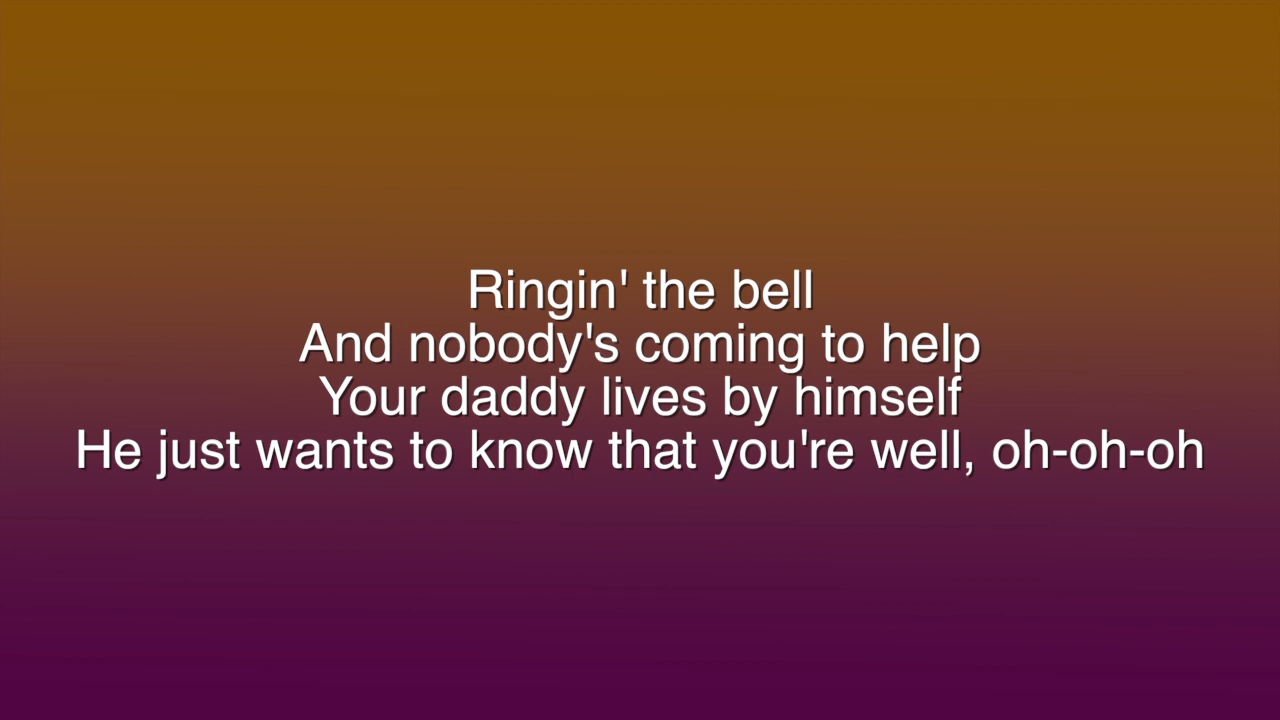 Ringin' the bell
And nobody's coming to help
Your daddy lives by himself
He just wants to know that you're well, oh-oh-oh